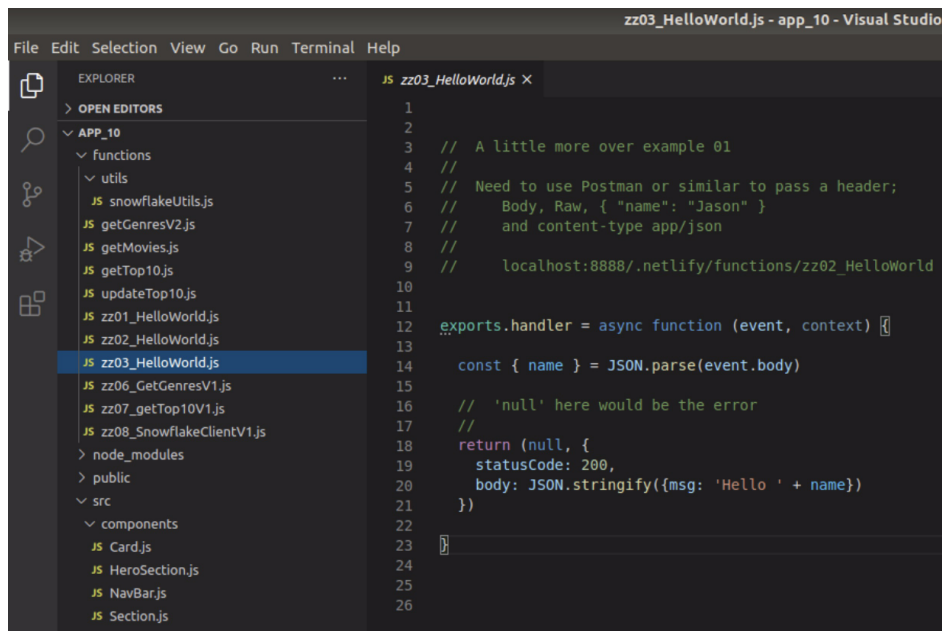 zz03_HelloWorld.js - app_10 - Visual Studio
File Edit Selection View Go Run Terminal Help
EXPLORER
···
OPEN EDITORS
APP_10
functions
utils
JS snowflakeUtils.js
JS getGenresV2.js
JS getMovies.js
JS getTop10.js
JS updateTop10.js
JS zz01_HelloWorld.js
JS zz02_HelloWorld.js
JS zz03_HelloWorld.js
JS zz06_GetGenresV1.js
JS zz07_getTop10V1.js
JS zz08_SnowflakeClientV1.js
node_modules
public
src
components
JS Card.js
JS HeroSection.js
JS NavBar.js
JS Section.js
JS zz03_HelloWorld.js ×
1
2
3 // A little more over example 01
4 //
5 // Need to use Postman or similar to pass a header;
6 // Body, Raw, { "name": "Jason" }
7 // and content-type app/json
8 //
9 // localhost:8888/.netlify/functions/zz02_HelloWorld
10
11
12 exports.handler = async function (event, context) {
13
14 const { name } = JSON.parse(event.body)
15
16 // 'null' here would be the error
17 //
18 return (null, {
19 statusCode: 200,
20 body: JSON.stringify({msg: 'Hello ' + name})
21 })
22
23 }
24
25
26